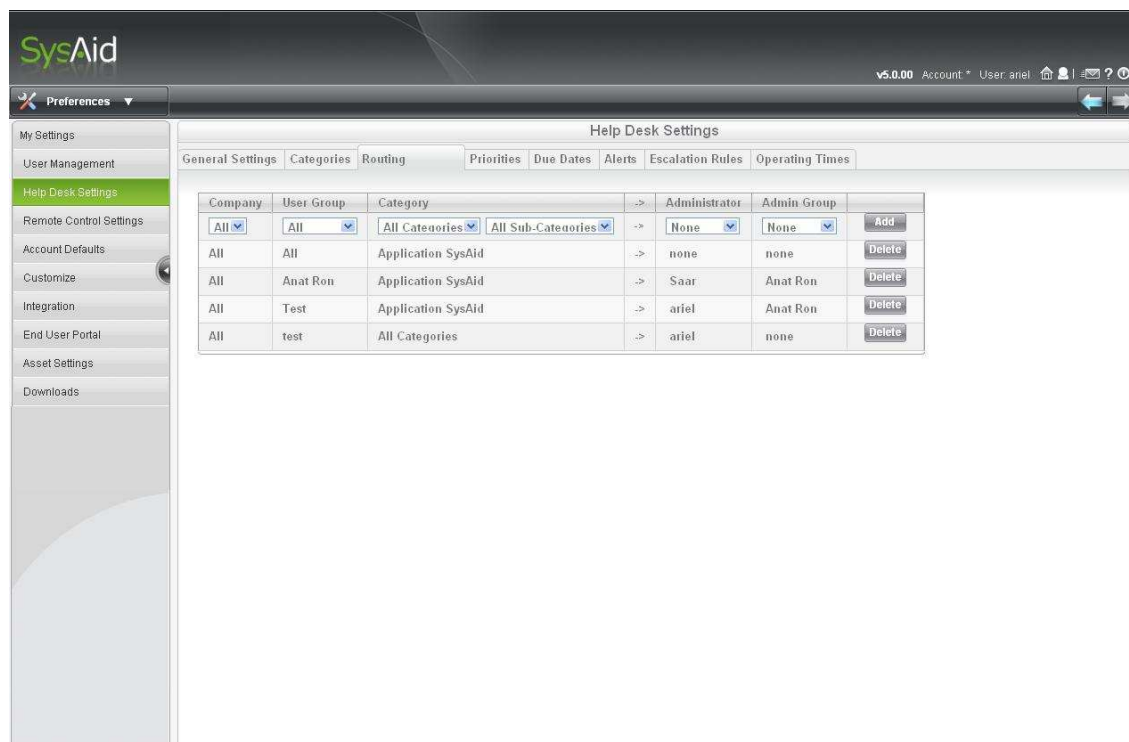 SysAid
v5.0.00 Account: * User: ariel ?
Preferences
Help Desk Settings
My Settings
User Management
Help Desk Settings
Remote Control Settings
Account Defaults
Customize
Integration
End User Portal
Asset Settings
Downloads
General Settings Categories Routing Priorities Due Dates Alerts Escalation Rules Operating Times
Company User Group Category -> Administrator Admin Group
All All All Categories All Sub-Categories -> None None Add
All All Application SysAid -> none none Delete
All Anat Ron Application SysAid -> Saar Anat Ron Delete
All Test Application SysAid -> ariel Anat Ron Delete
All test All Categories -> ariel none Delete